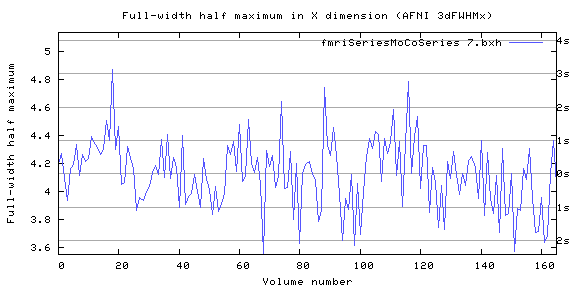 Full-width half maximum in X dimension (AFNI 3dFWHMx)
fmriSeriesMoCoSeries 7.bxh
Full-width half maximum
5
4.8
4.6
4.4
4.2
4
3.8
3.6
4s
3s
2s
1s
0s
1s
2s
0 20 40 60 80 100 120 140 160
Volume number